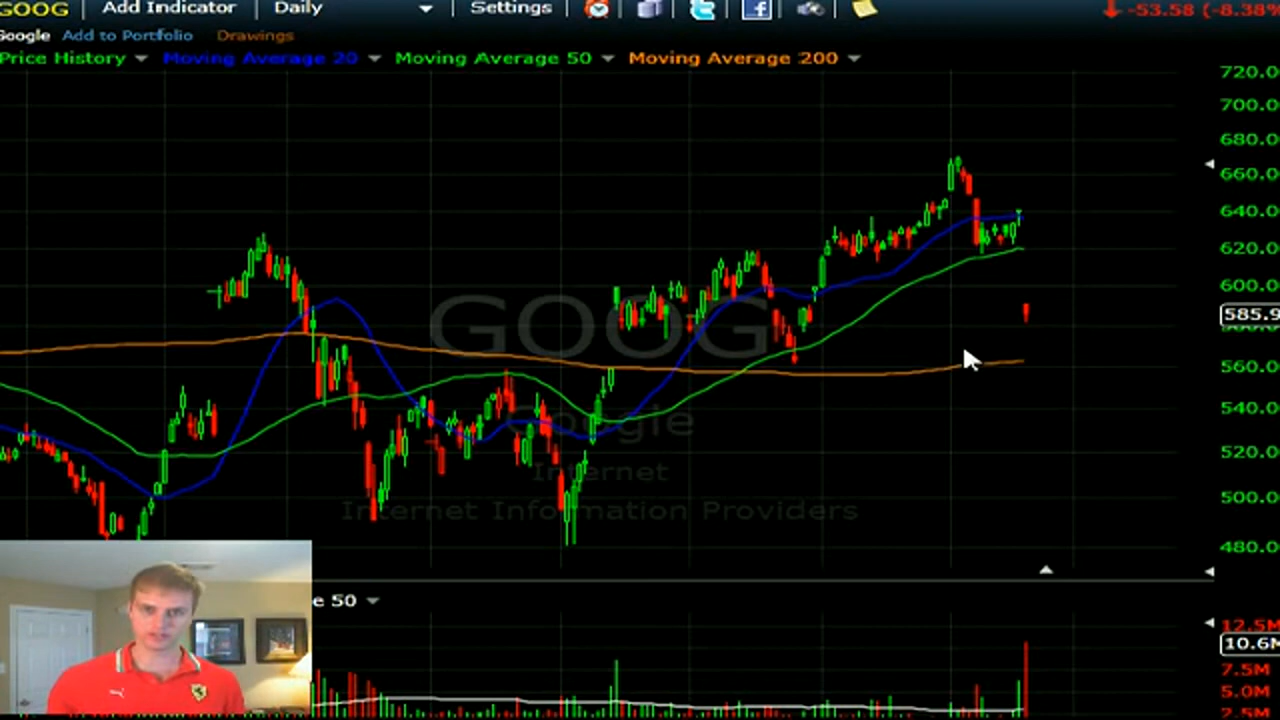 GOOG Add Indicator Daily Settings -53.58 (-8.38%
Google Add to Portfolio Drawings
Price History Moving Average 20 Moving Average 50 Moving Average 200
720.0
700.0
680.0
660.0
640.0
620.0
600.0
585.9
560.0
540.0
520.0
500.0
480.0
GOOG
Google
Internet
Internet Information Providers
e 50
12.5M
10.6M
7.5M
5.0M
2.5M